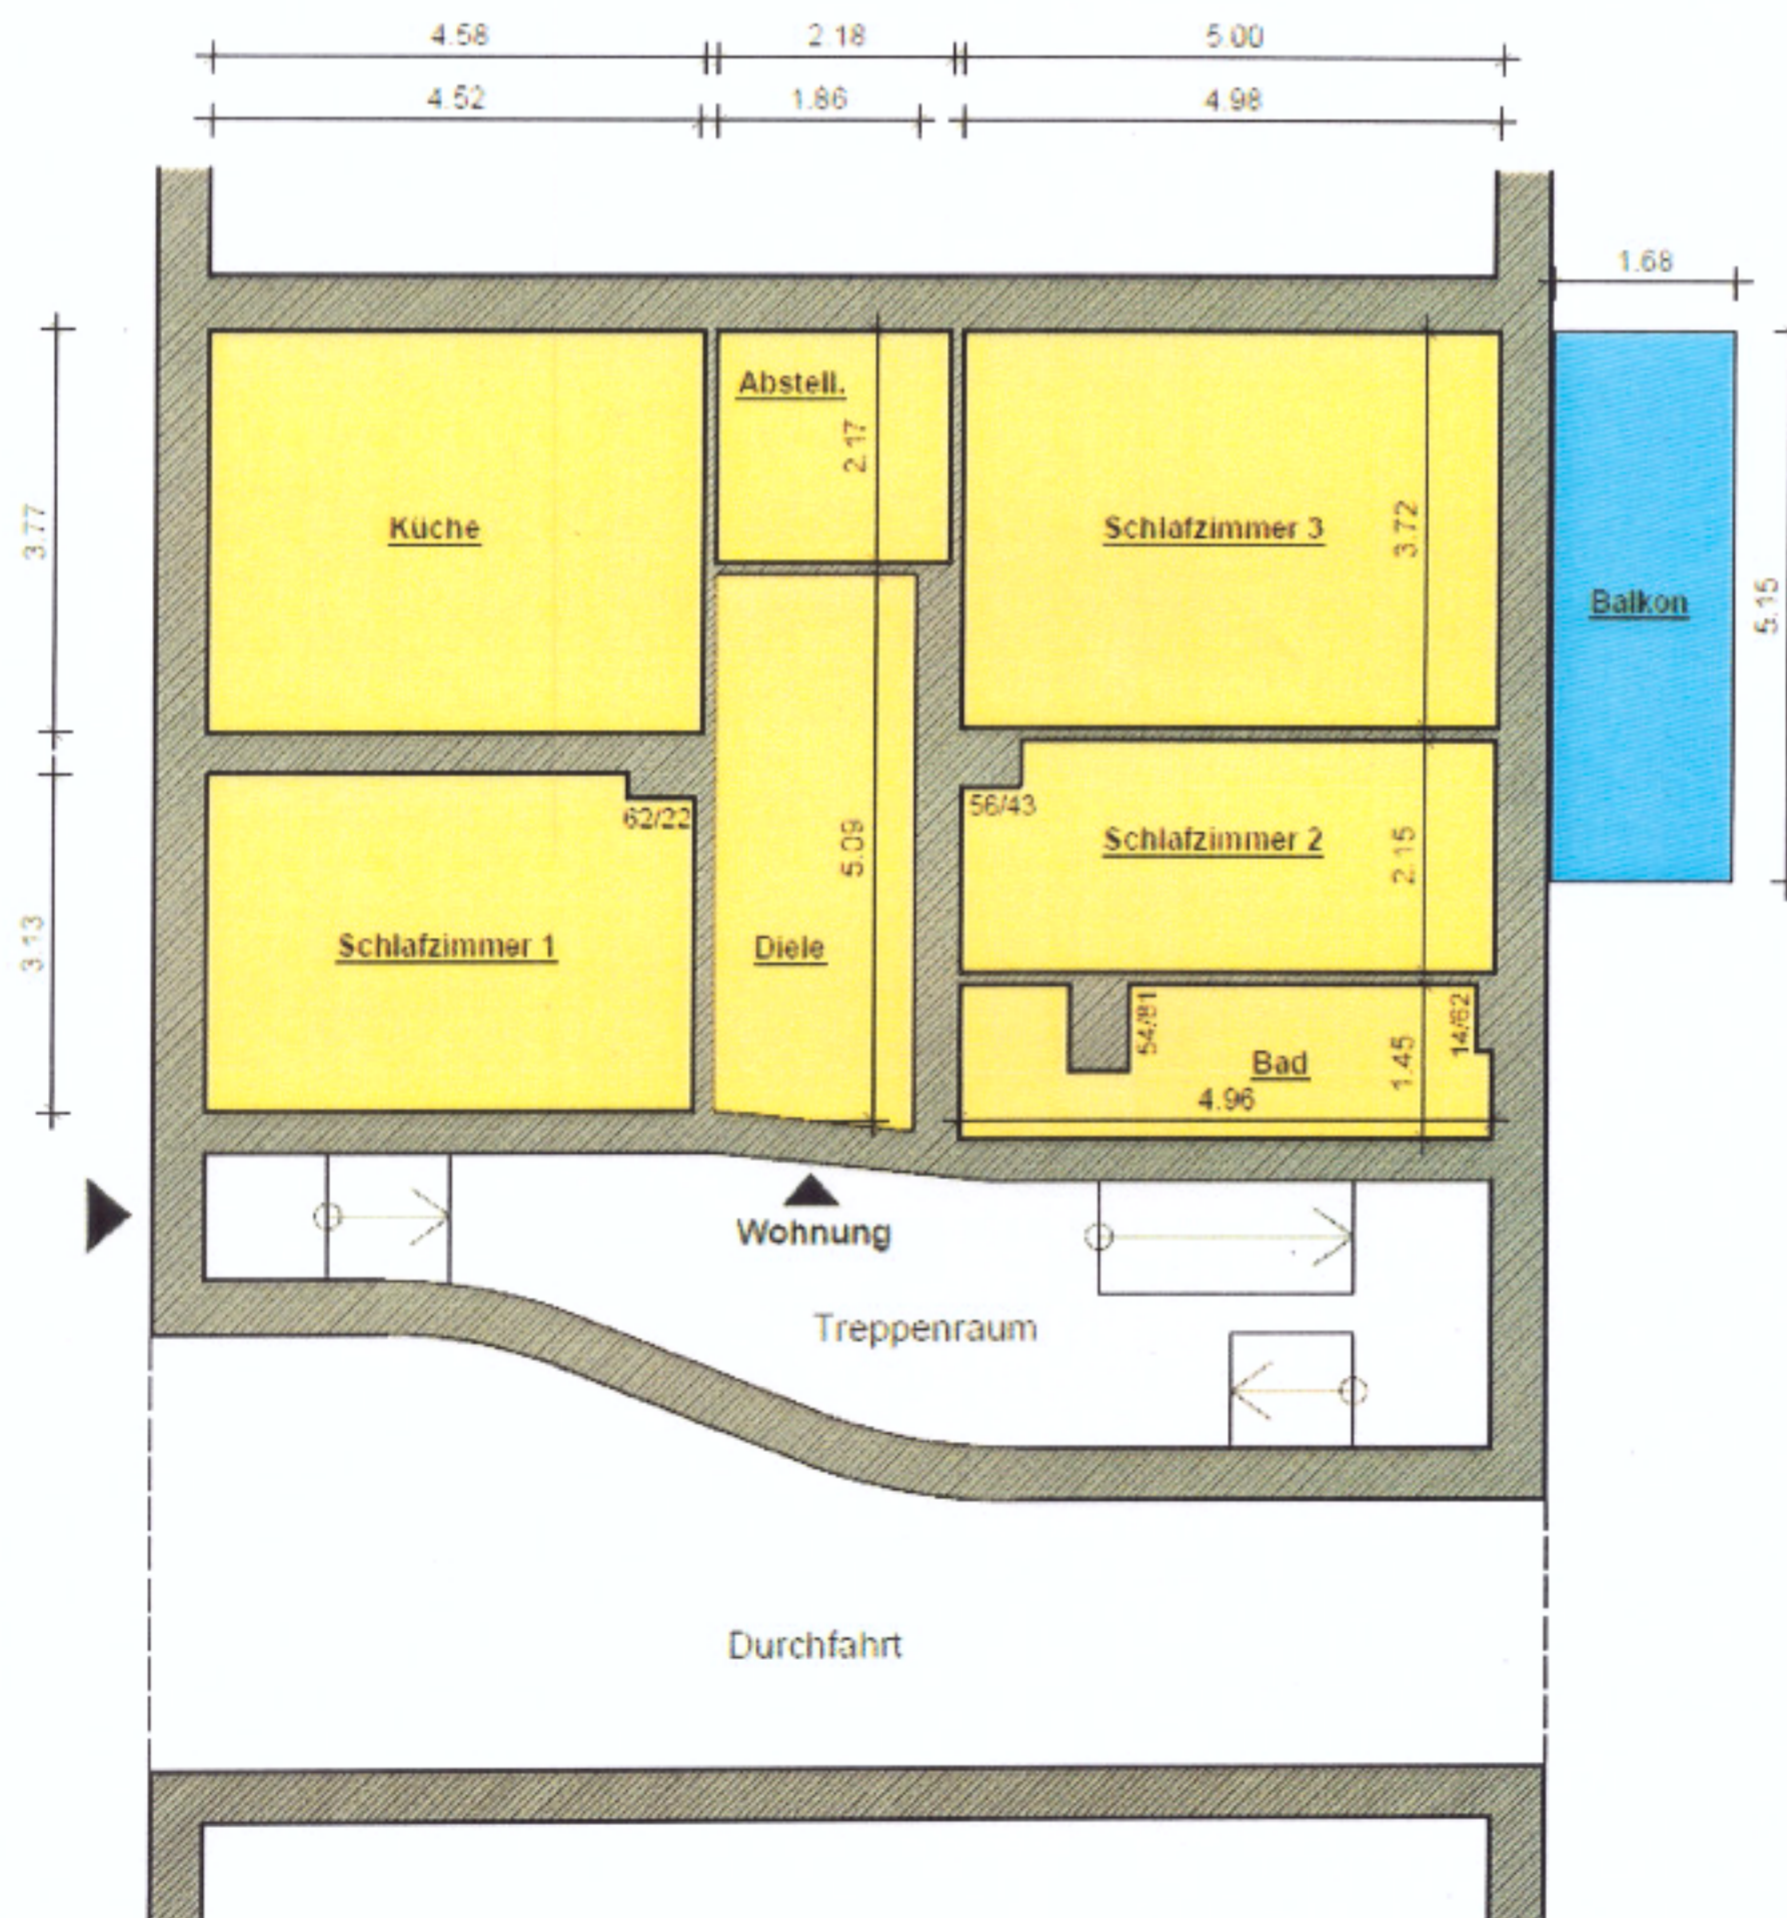 4.58
2.18
5.00
4.52
1.86
4.98
1.68
Abstell.
2.17
Küche
3.77
Schlafzimmer 3
3.72
Balkon
5.15
62/22
56/43
Schlafzimmer 2
2.15
5.09
Schlafzimmer 1
3.13
Diele
54/81
14/62
Bad
1.45
4.96
Wohnung
Treppenraum
Durchfahrt